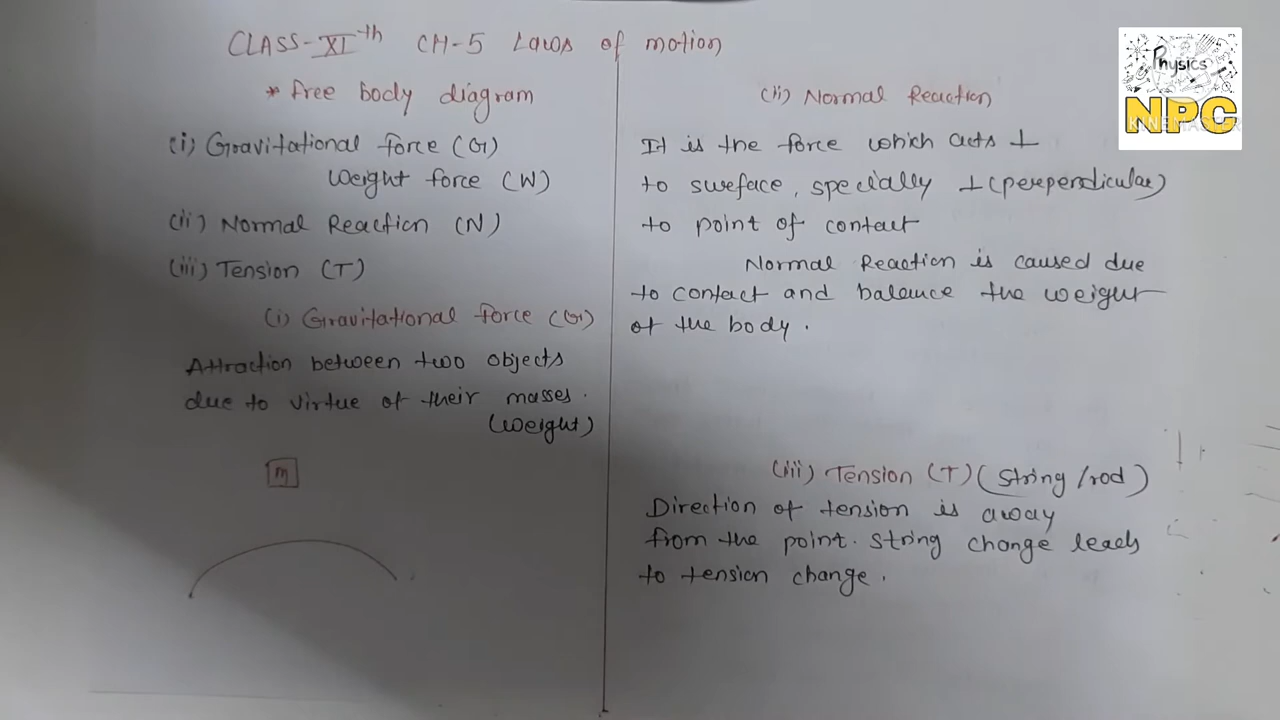 CLASS-XIth CH-5 Laws of motion
* free body diagram
(i) Gravitational force (G)
Weight force (W)
(ii) Normal Reaction (N)
(iii) Tension (T)
(i) Gravitational force (G)
Attraction between two objects
due to virtue of their masses.
(weight)
m
(ii) Normal Reaction
It is the force which acts ⊥
to sureface, specially ⊥ (perependicular)
to point of contact
Normal Reaction is caused due
to contact and balance the weight
of the body.
(iii) Tension (T) (string/rod)
Direction of tension is away
from the point. string change leads
to tension change.
Physics
NPC
KINEMASTER